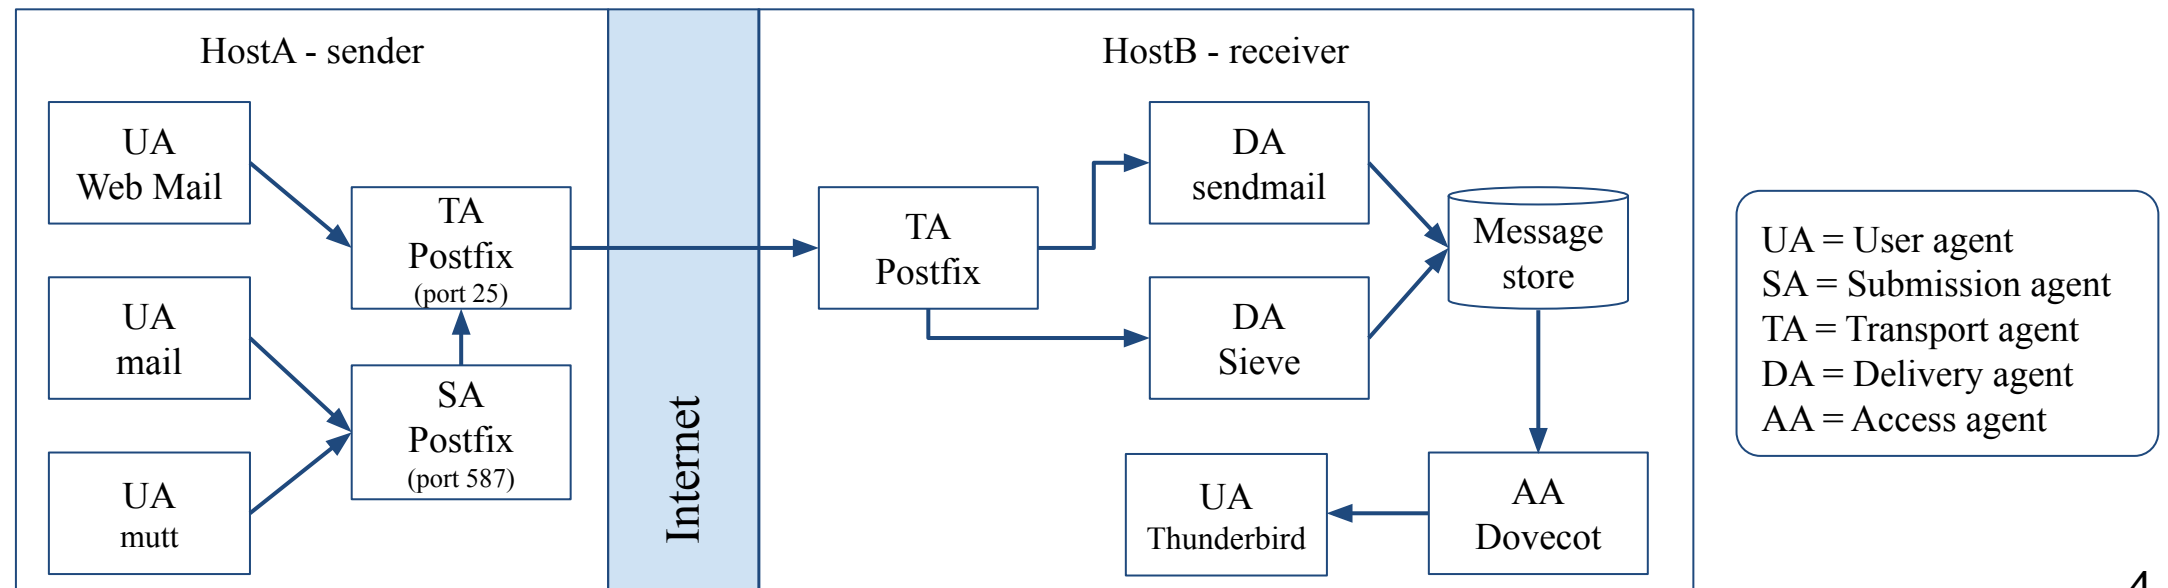 HostA - sender
UA
Web Mail
TA
Postfix
(port 25)
UA
mail
SA
Postfix
(port 587)
UA
mutt
Internet
HostB - receiver
TA
Postfix
DA
sendmail
DA
Sieve
Message
store
UA
Thunderbird
AA
Dovecot
UA = User agent
SA = Submission agent
TA = Transport agent
DA = Delivery agent
AA = Access agent
4